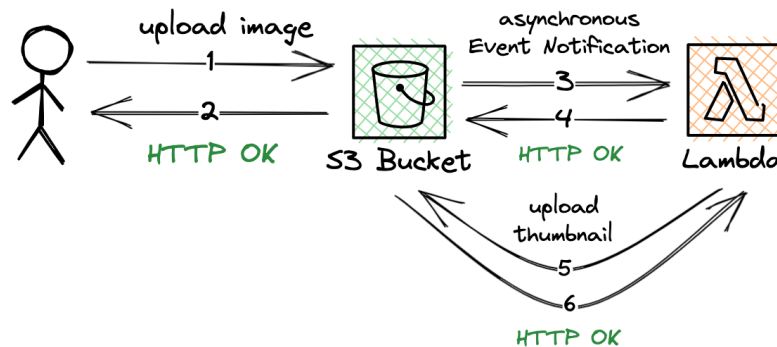 upload image
1
2
HTTP OK
S3 Bucket
asynchronous
Event Notification
3
4
HTTP OK
Lambda
upload
thumbnail
5
6
HTTP OK